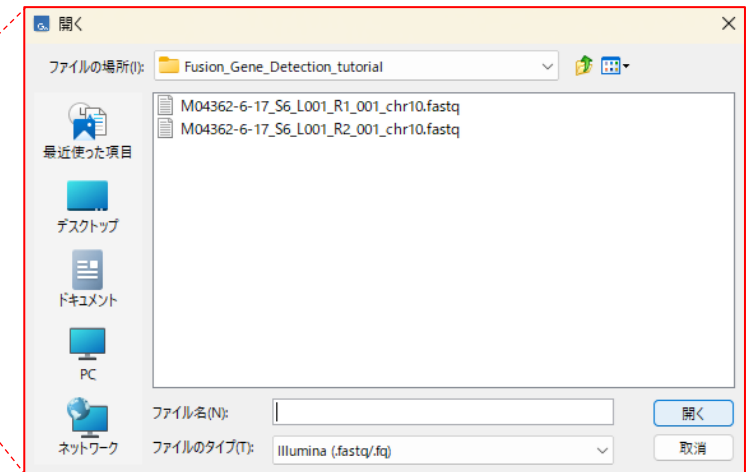 開く
ファイルの場所(I): Fusion_Gene_Detection_tutorial
M04362-6-17_S6_L001_R1_001_chr10.fastq
M04362-6-17_S6_L001_R2_001_chr10.fastq
最近使った項目
デスクトップ
ドキュメント
PC
ネットワーク
ファイル名(N): 開く
ファイルのタイプ(T): Illumina (.fastq/.fq) 取消